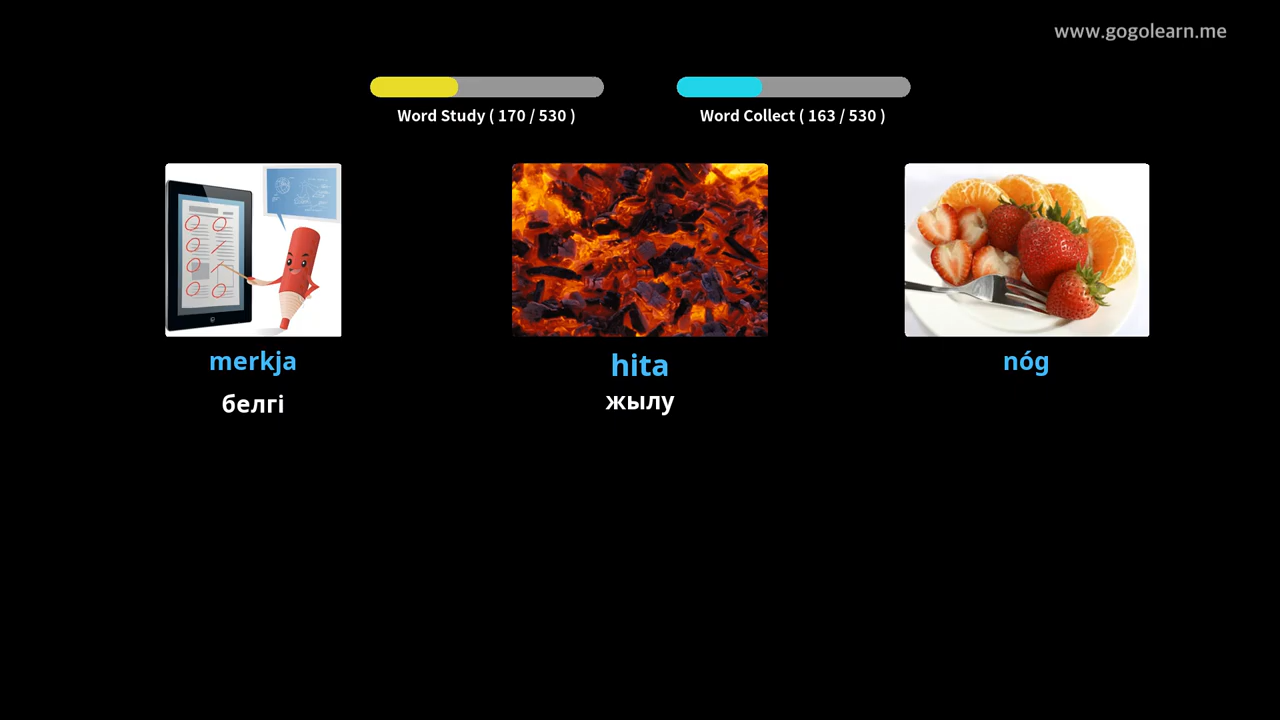 www.gogolearn.me
Word Study ( 170 / 530 )
Word Collect ( 163 / 530 )
merkja
hita
nóg
белгі
жылу